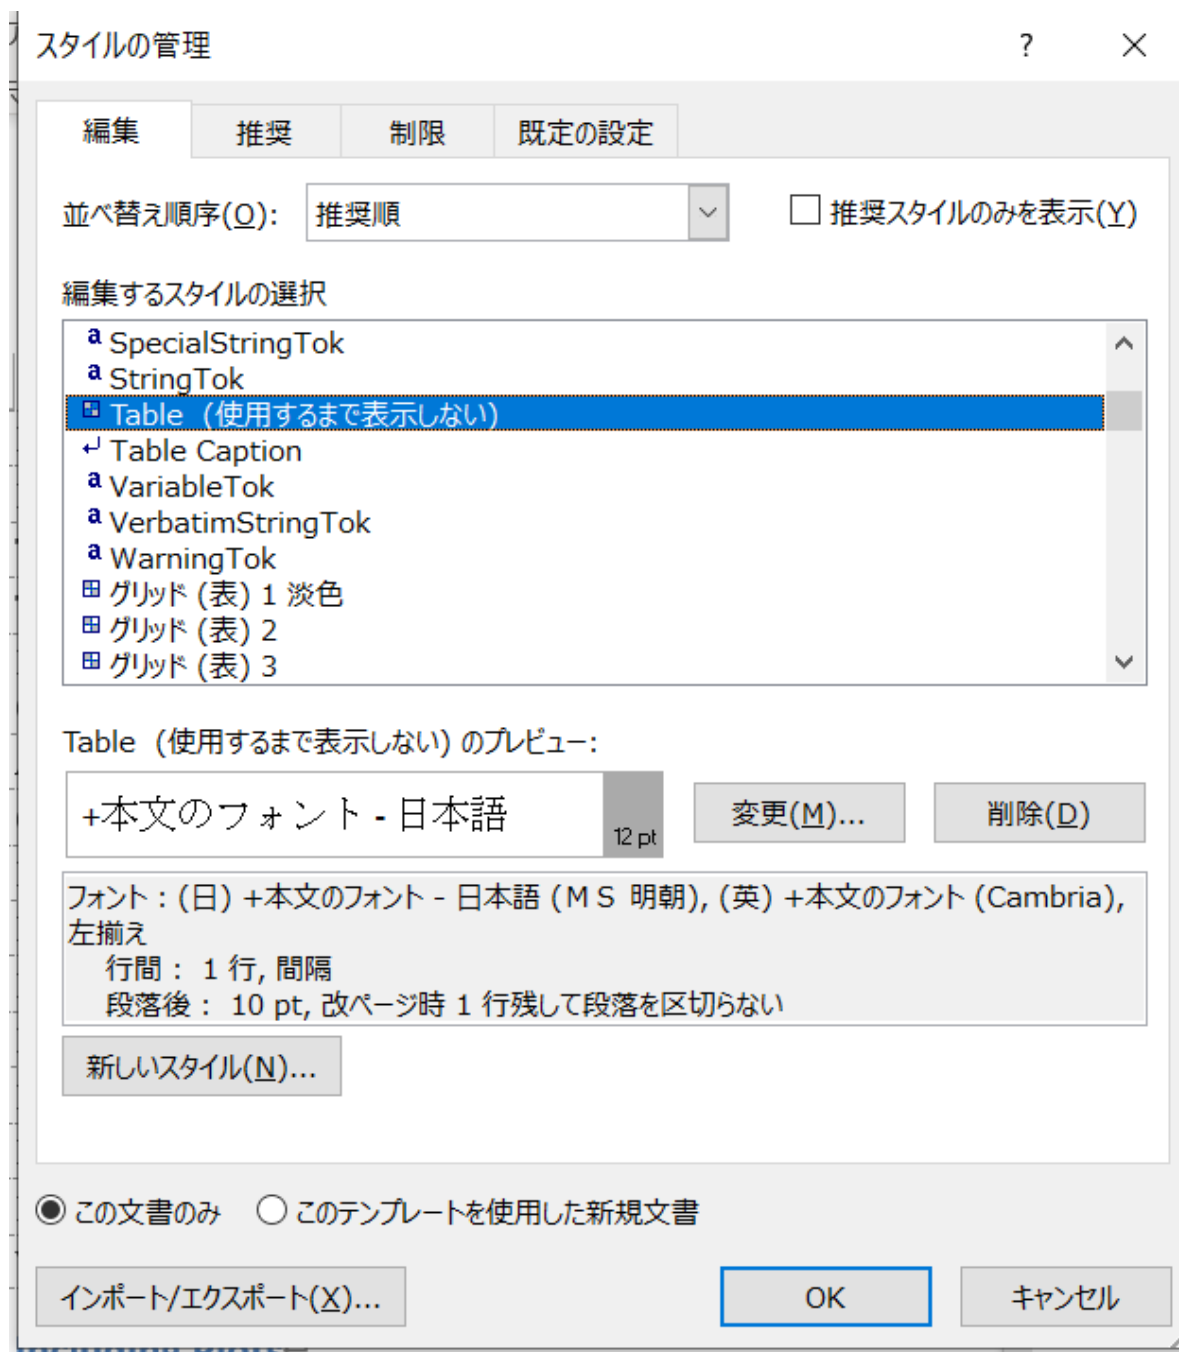 スタイルの管理
?
編集 推奨 制限 既定の設定
並べ替え順序(O): 推奨順 推奨スタイルのみを表示(Y)
編集するスタイルの選択
a SpecialStringTok
a StringTok
Table (使用するまで表示しない)
Table Caption
a VariableTok
a VerbatimStringTok
a WarningTok
グリッド (表) 1 淡色
グリッド (表) 2
グリッド (表) 3
Table (使用するまで表示しない) のプレビュー:
+本文のフォント - 日本語 12 pt 変更(M)... 削除(D)
フォント : (日) +本文のフォント - 日本語 (ＭＳ 明朝), (英) +本文のフォント (Cambria),
左揃え
行間 : 1 行, 間隔
段落後 : 10 pt, 改ページ時 1 行残して段落を区切らない
新しいスタイル(N)...
この文書のみ このテンプレートを使用した新規文書
インポート/エクスポート(X)... OK キャンセル